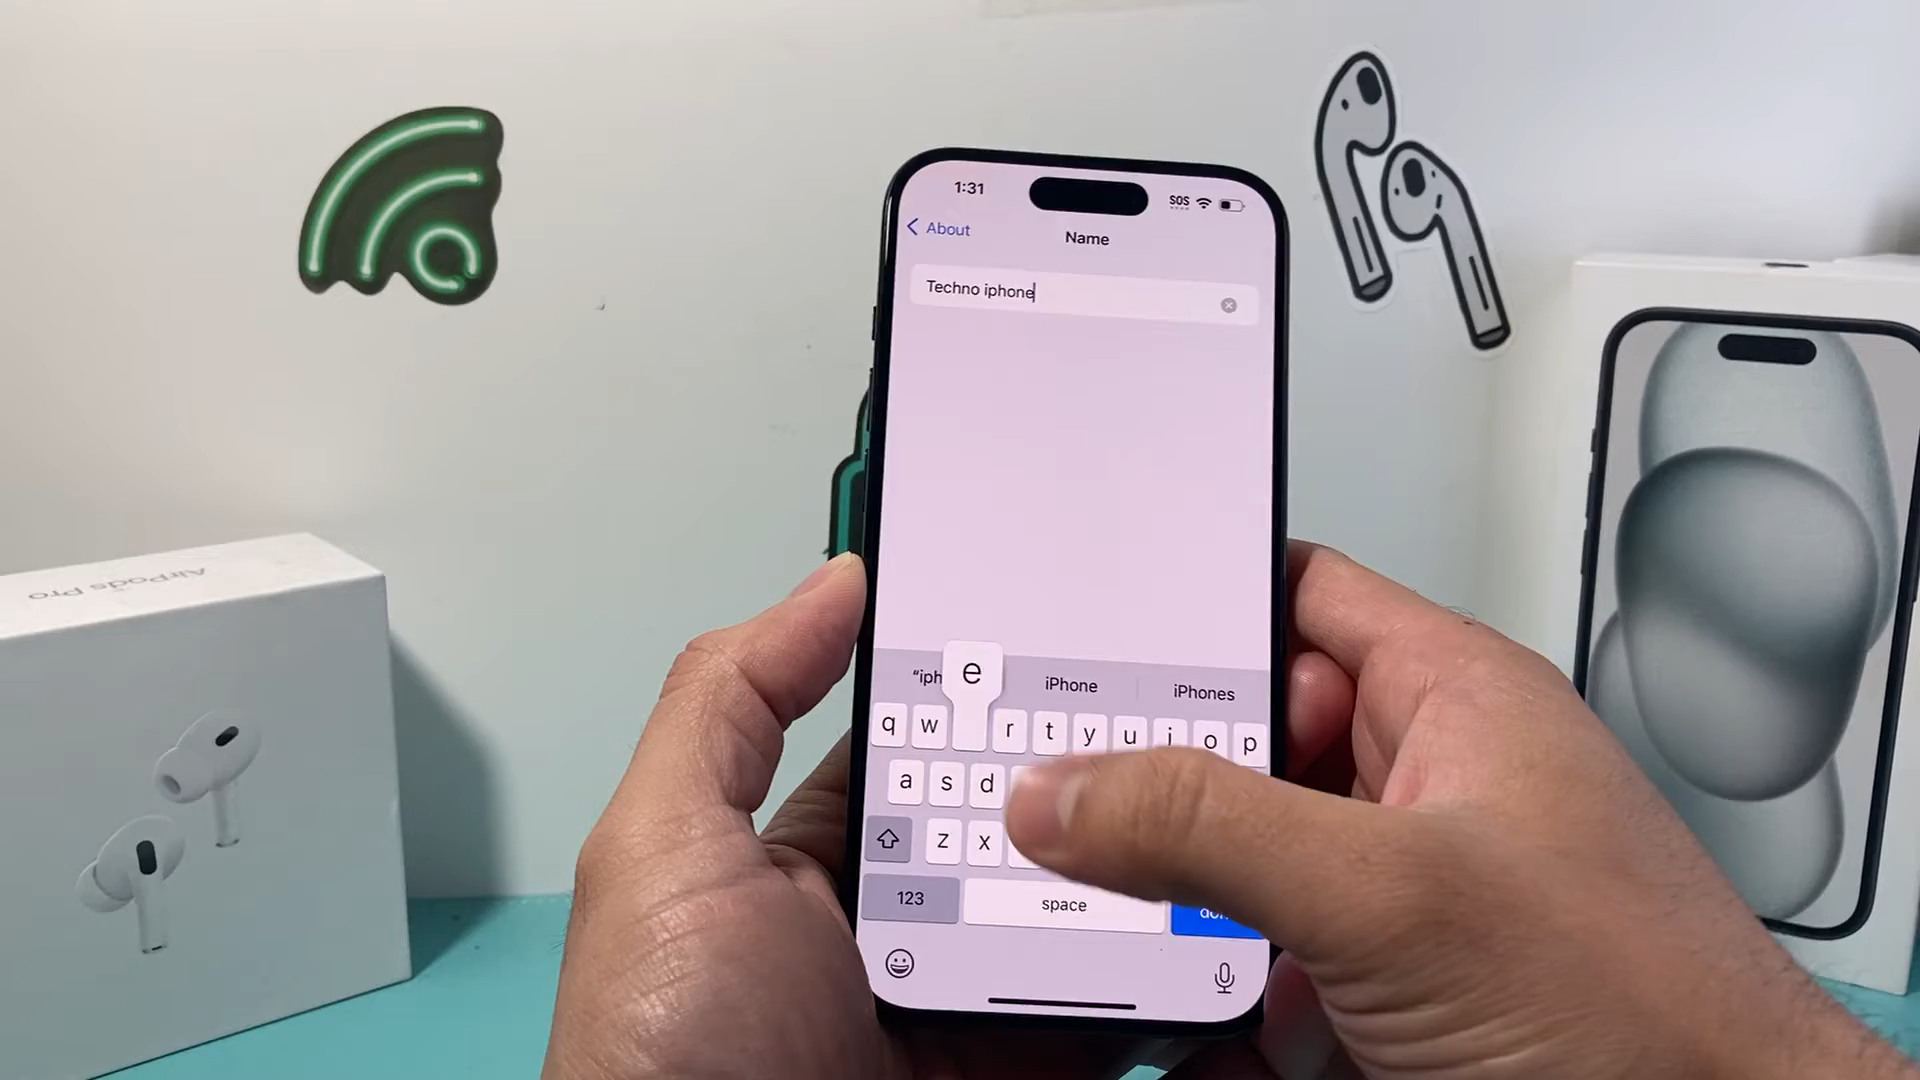 1:31 SOS
About
Name
Techno iphone
e
iPhone iPhones
q w r t y u i o p
a s d
z x
123 space
AirPods Pro